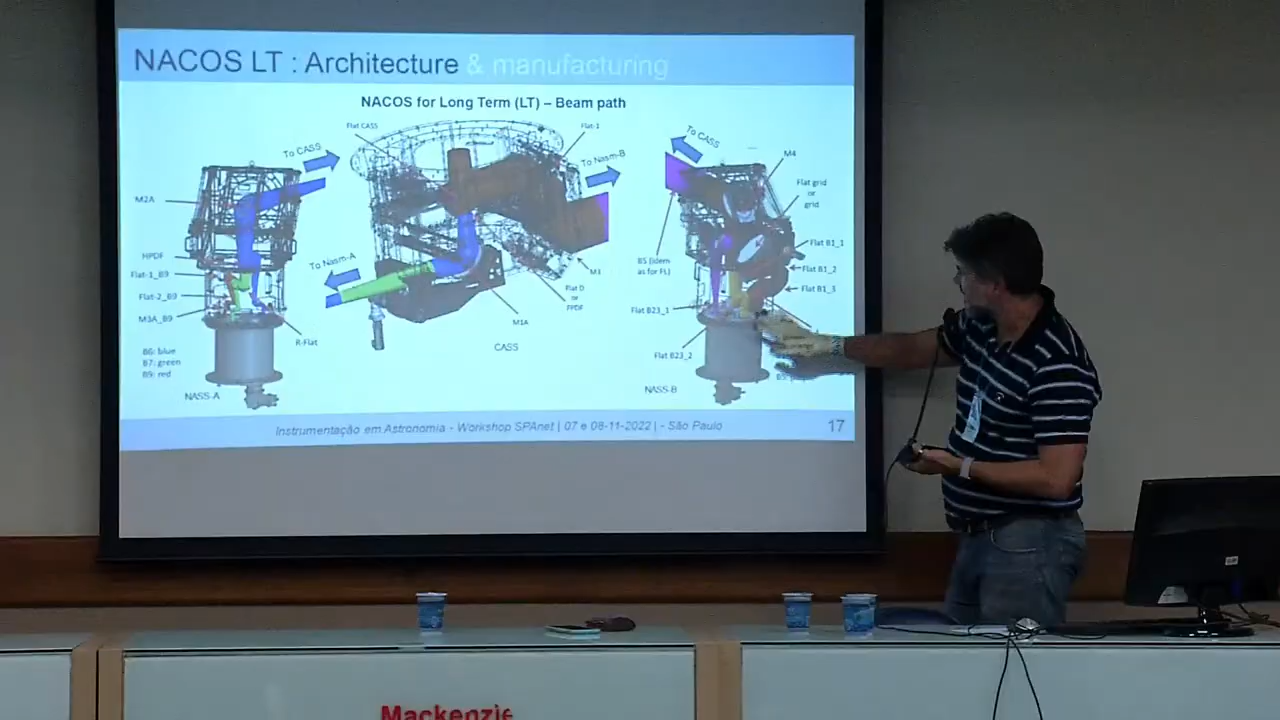 NACOS LT : Architecture & manufacturing
NACOS for Long Term (LT) – Beam path
Flat CASS
Flat-1
To CASS
To Nasm-B
To CASS
M4
M2A
Flat grid
or
grid
HPDF
Flat-1_B9
Flat-2_B9
M3A_B9
To Nasm-A
M3
Flat D
or
FPDF
B5 (idem
as for FL)
Flat B1_1
Flat B1_2
Flat B1_3
Flat B23_1
R-Flat
M1A
B6: blue
B7: green
B9: red
CASS
Flat B23_2
NASS-A
NASS-B
Instrumentação em Astronomia - Workshop SPAnet | 07 e 08-11-2022 | - São Paulo
17
Mackenzie